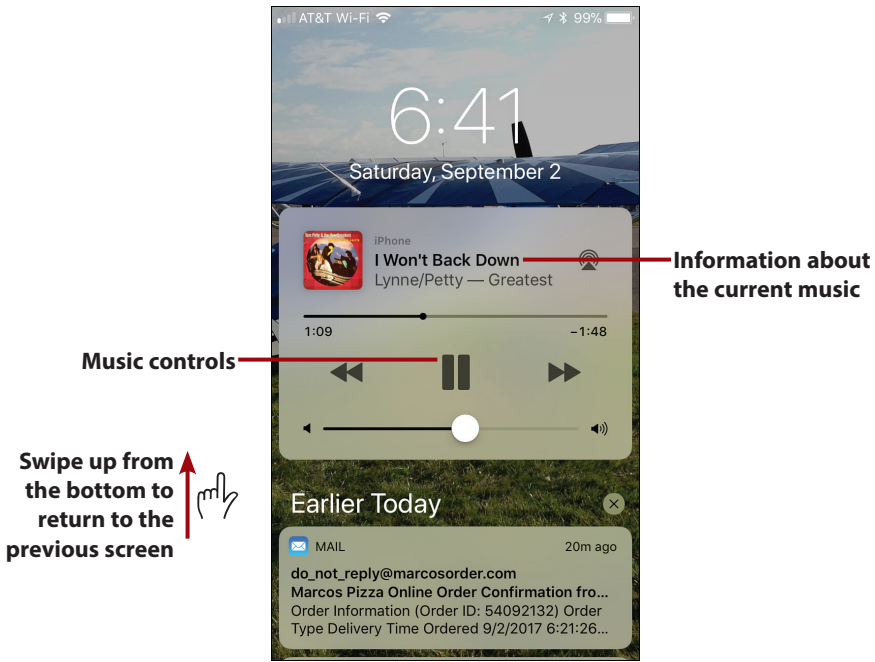 AT&T Wi-Fi
99%
6:41
Saturday, September 2
iPhone
I Won't Back Down
Lynne/Petty — Greatest
1:09
−1:48
Information about
the current music
Music controls
Swipe up from
the bottom to
return to the
previous screen
Earlier Today
MAIL
20m ago
do_not_reply@marcosorder.com
Marcos Pizza Online Order Confirmation fro...
Order Information (Order ID: 54092132) Order
Type Delivery Time Ordered 9/2/2017 6:21:26...